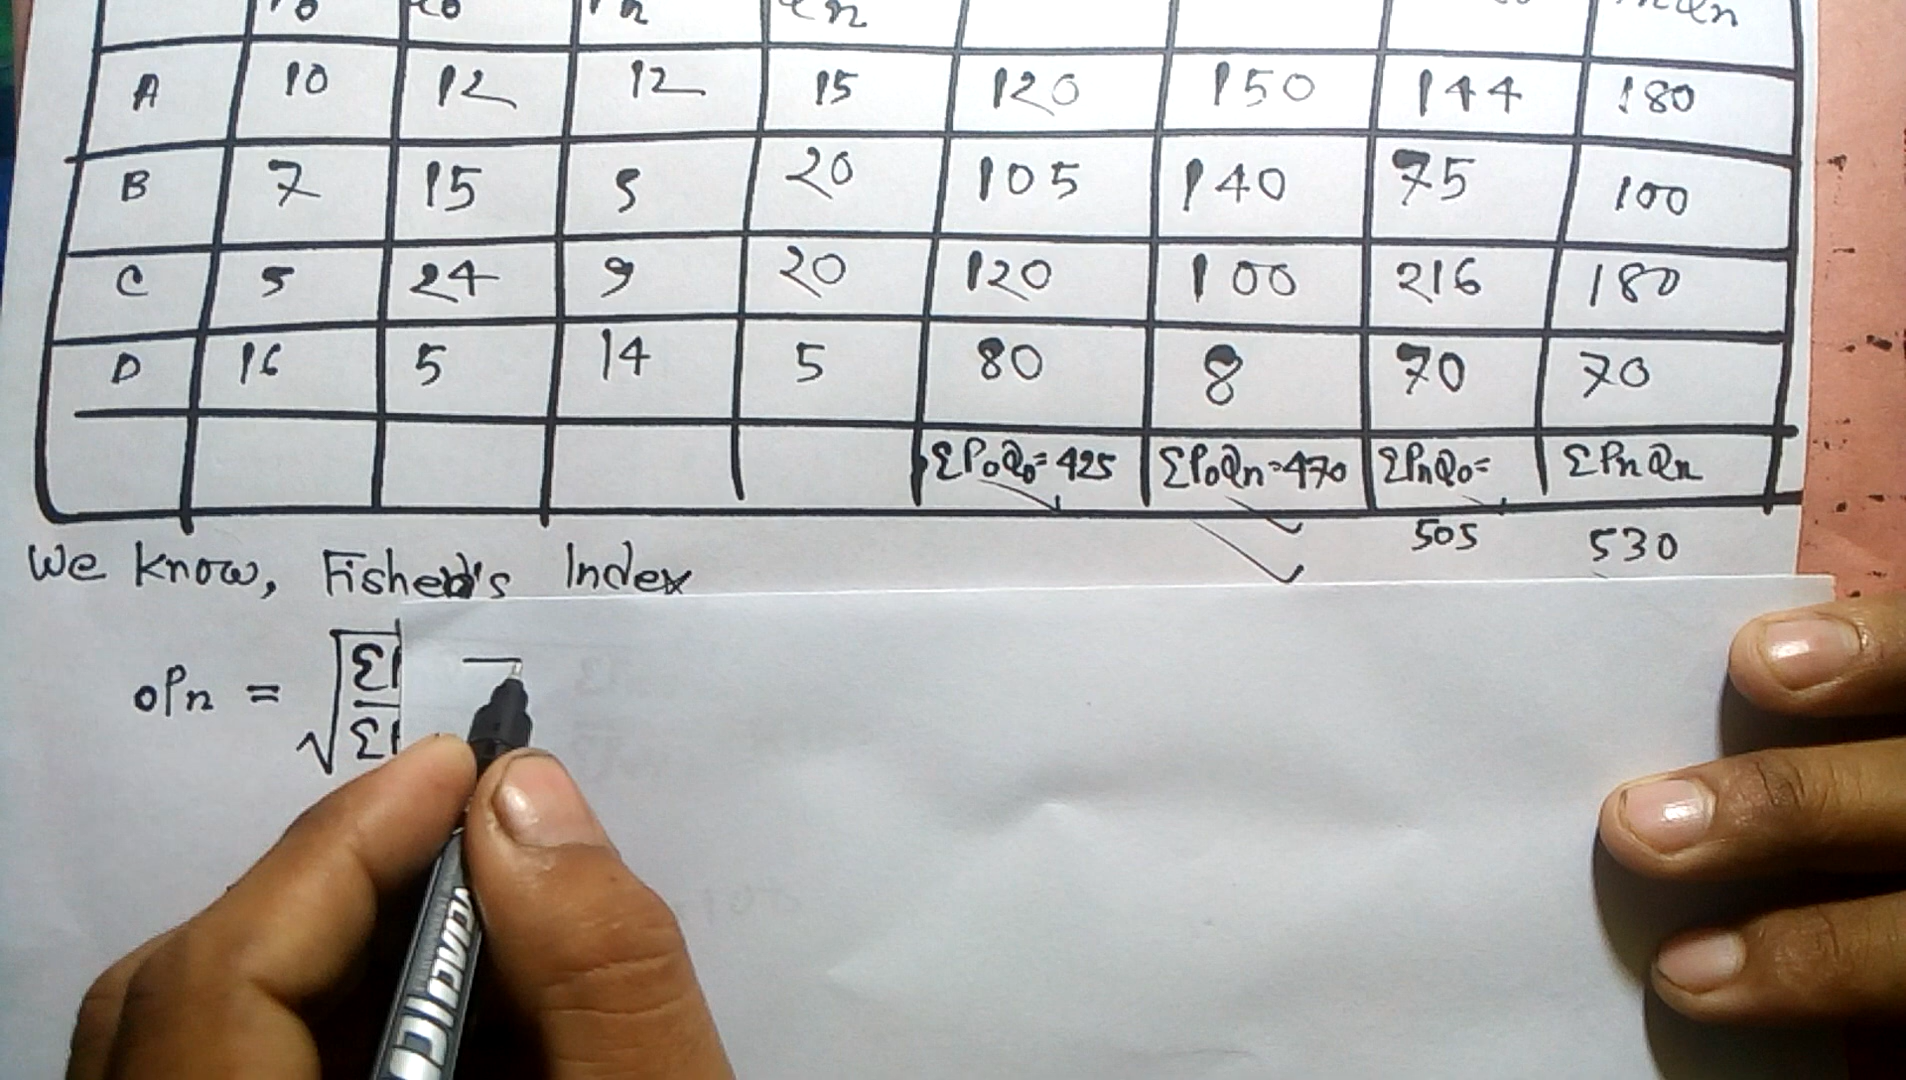 A 10 12 12 15 120 150 144 180
B 7 15 5 20 105 140 75 100
C 5 24 9 20 120 100 216 180
D 16 5 14 5 80 8 70 70
ΣP₀Q₀=425 ΣP₀Qn=470 ΣPnQ₀= ΣPnQn
505 530
We know, Fisher's Index
oPn =